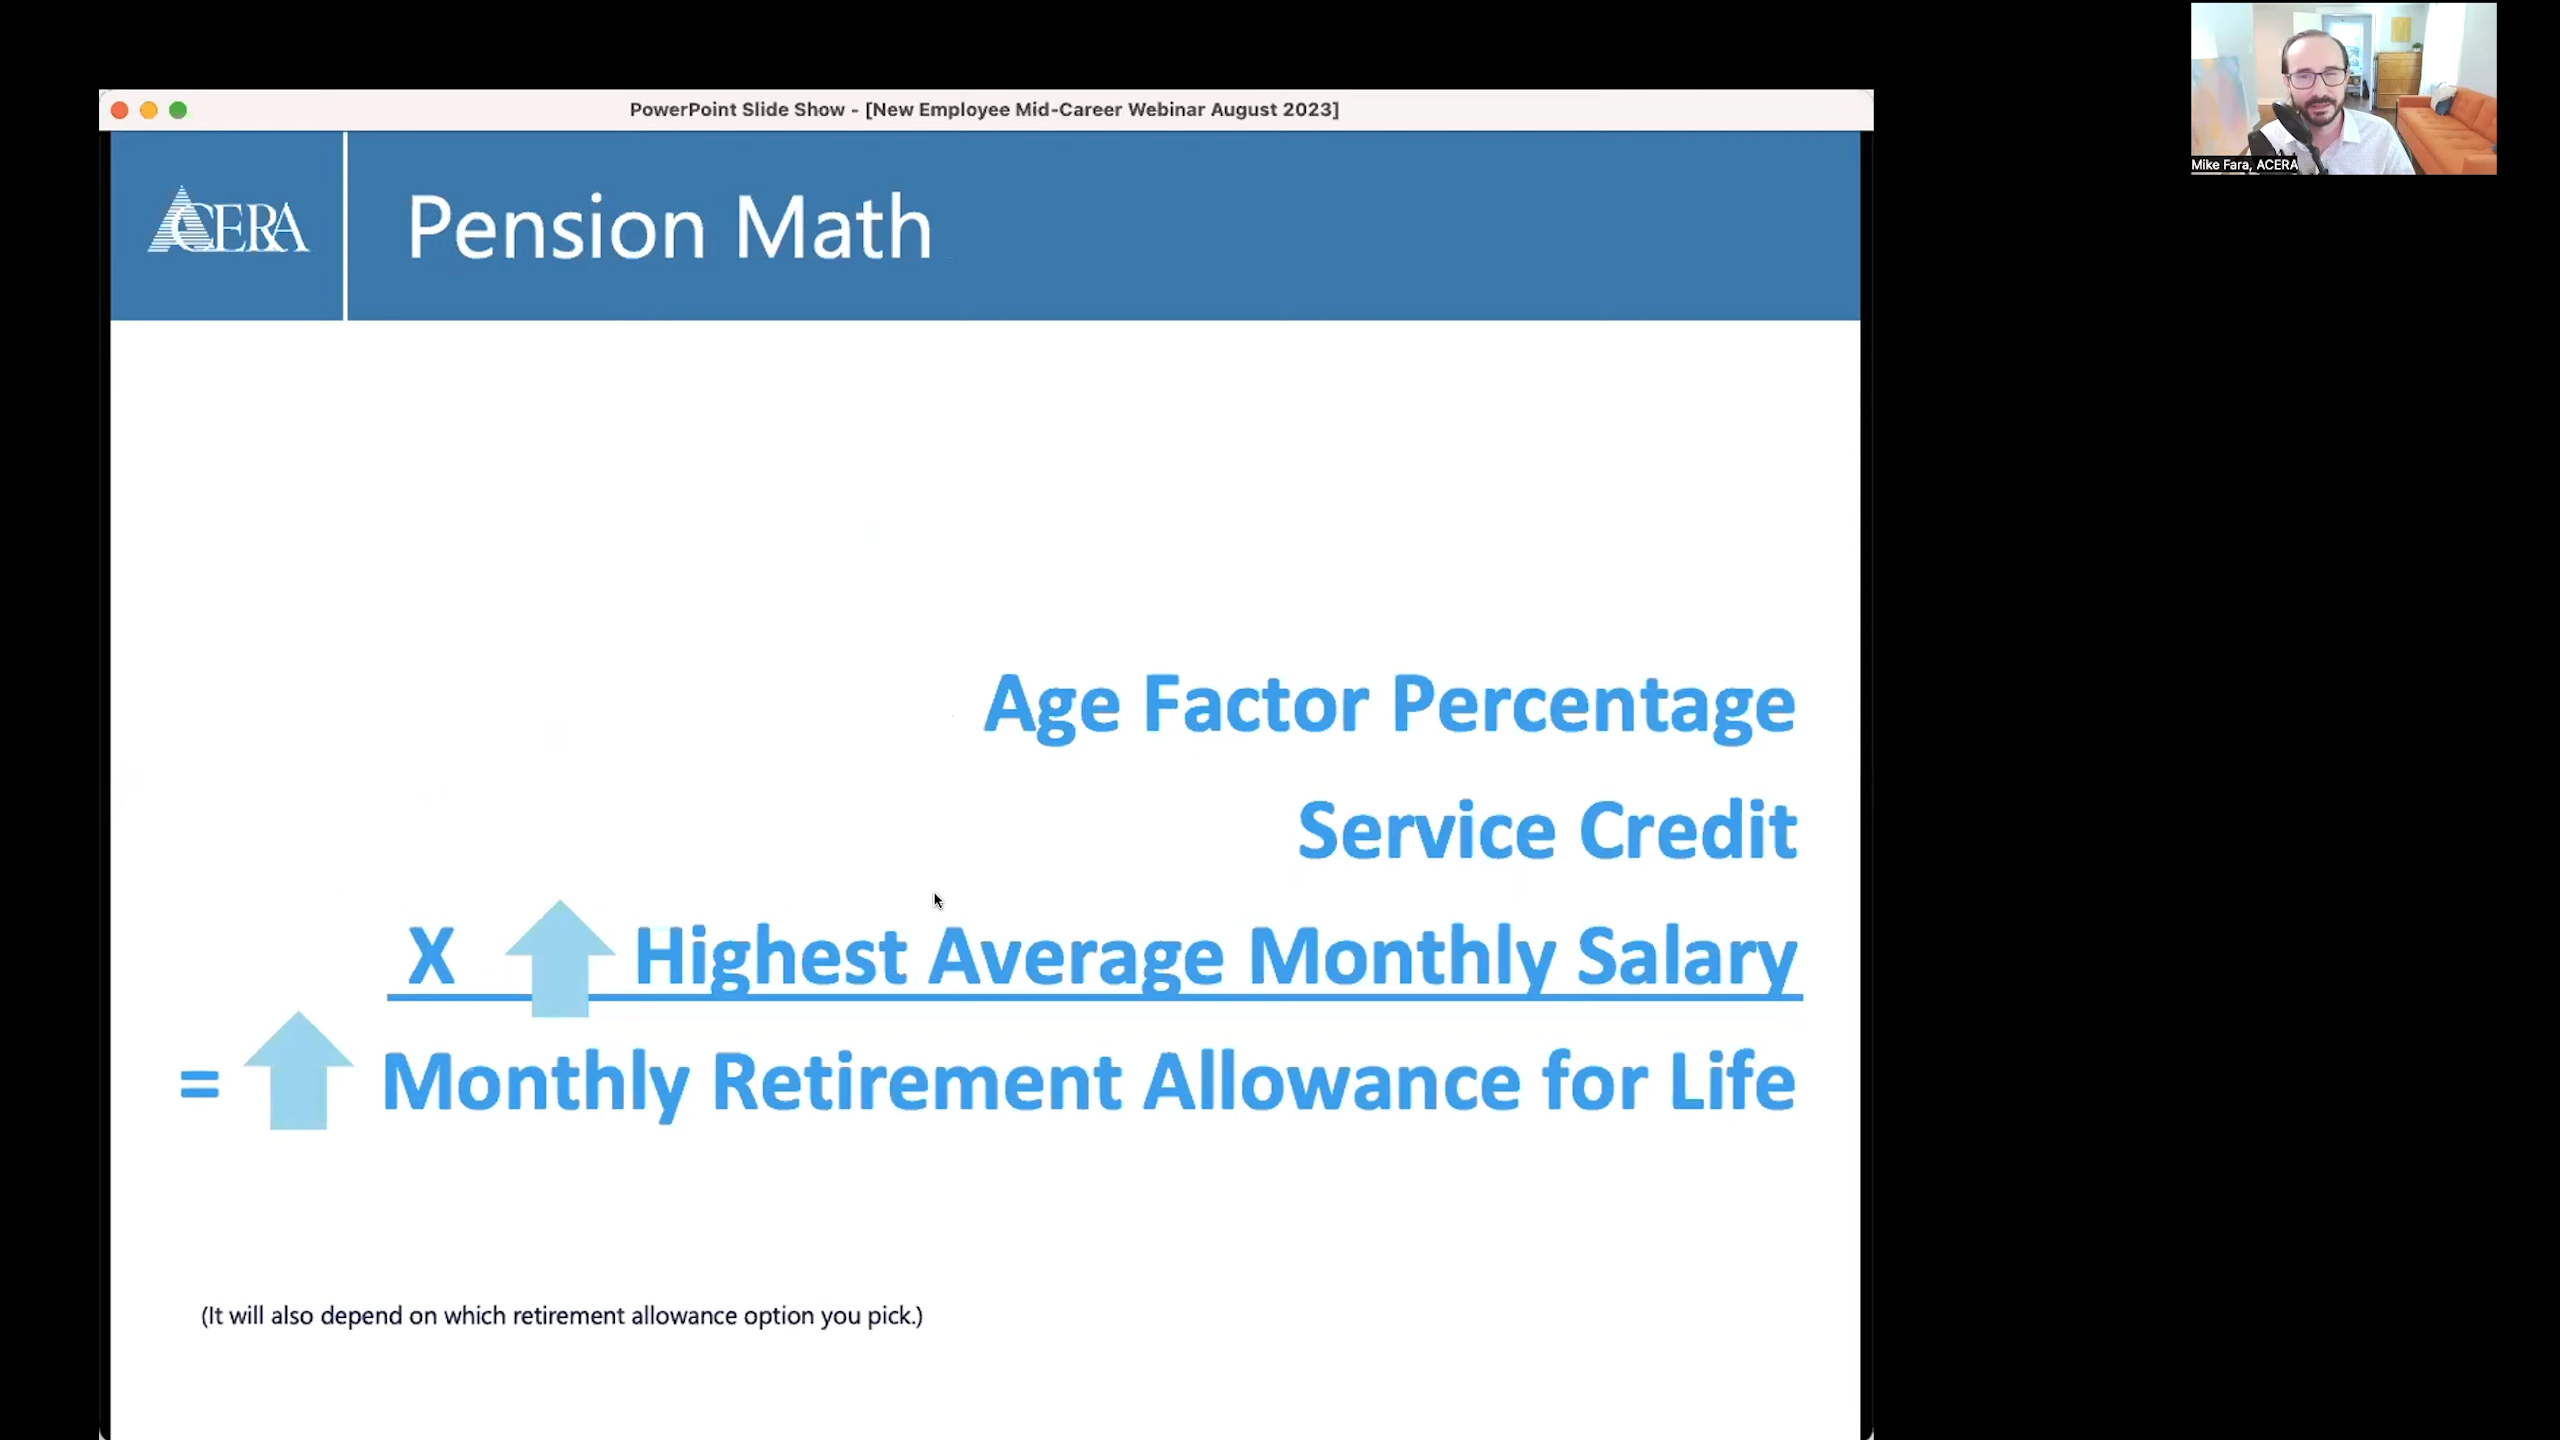 PowerPoint Slide Show - [New Employee Mid-Career Webinar August 2023]
Mike Fara, ACERA
ACERA
Pension Math
Age Factor Percentage
Service Credit
X Highest Average Monthly Salary
= Monthly Retirement Allowance for Life
(It will also depend on which retirement allowance option you pick.)